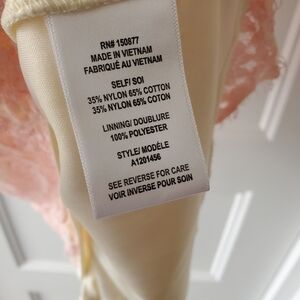 RN# 150877
MADE IN VIETNAM
FABRIQUÉ AU VIETNAM
SELF/ SOI
35% NYLON 65% COTTON
35% NYLON 65% COTON
LINNING/ DOUBLURE
100% POLYESTER
STYLE/ MODÈLE
A1201456
SEE REVERSE FOR CARE
VOIR INVERSE POUR SOIN